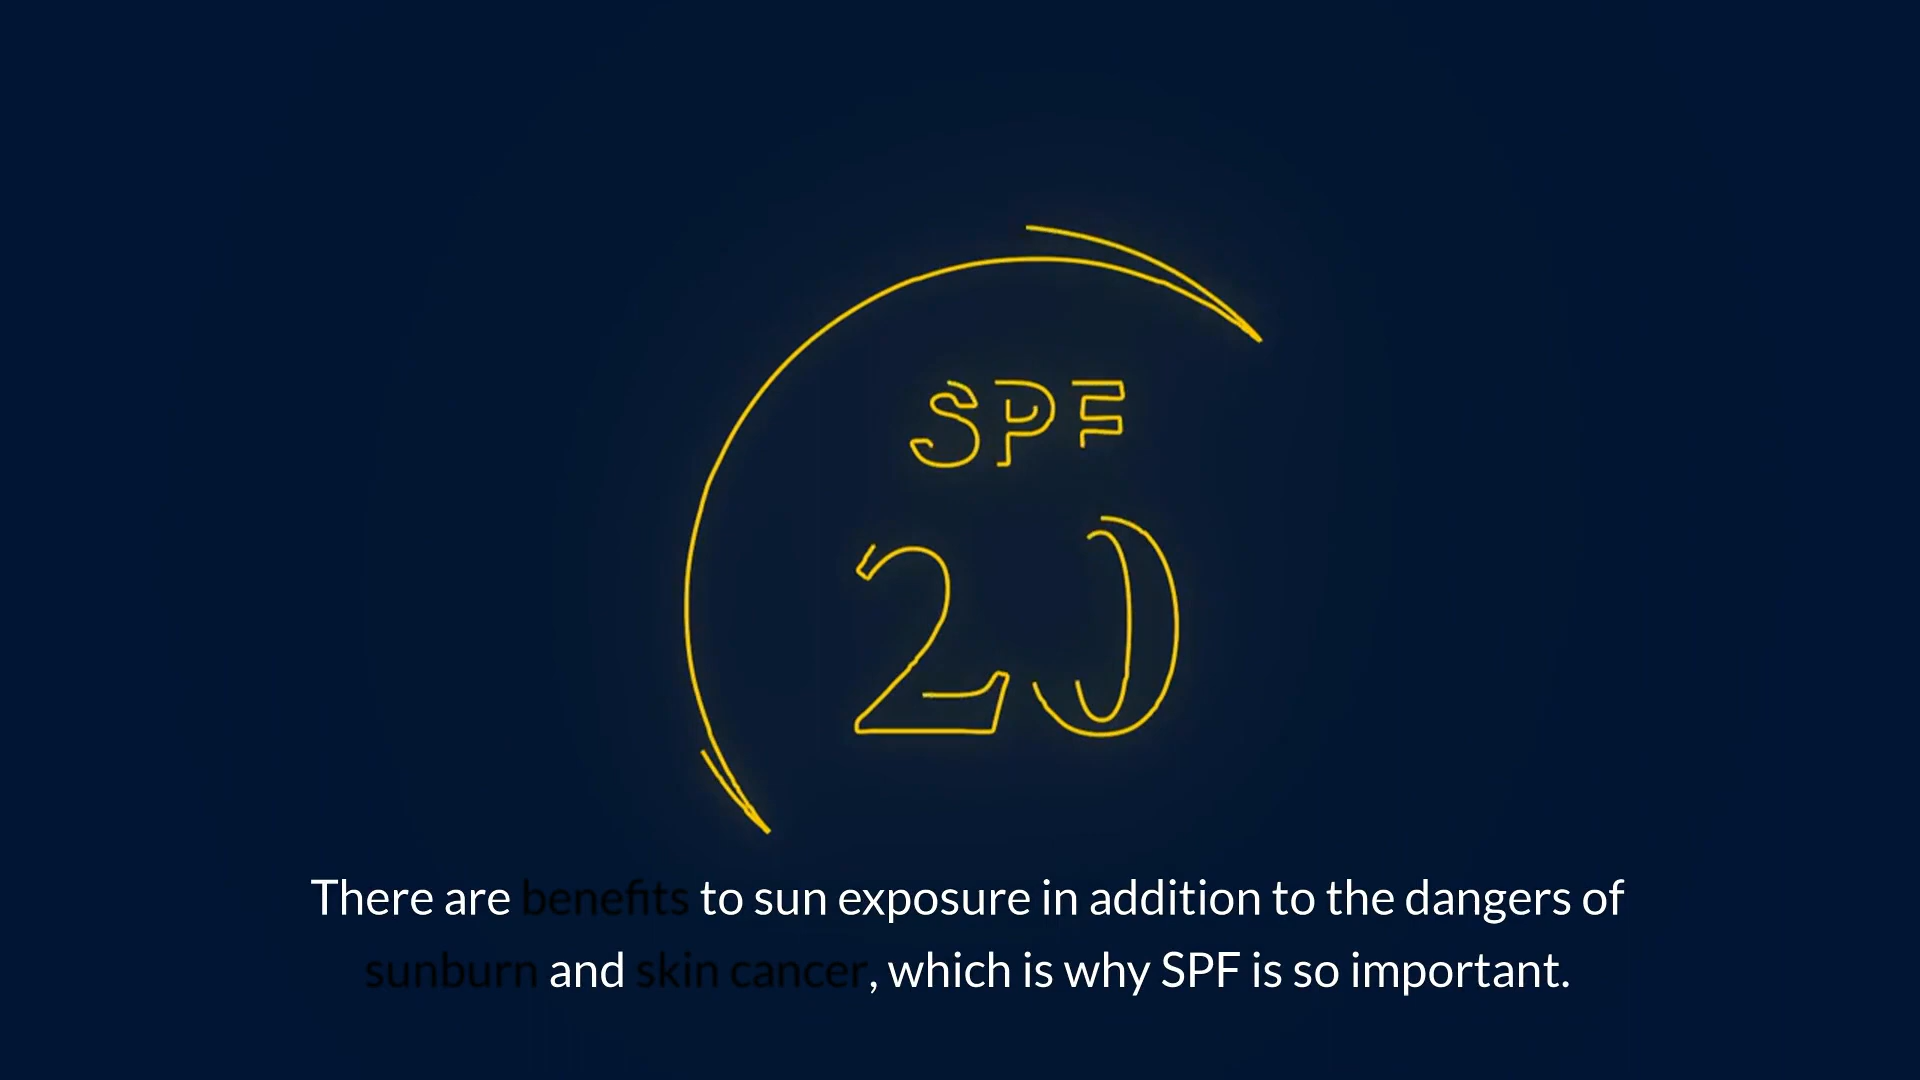 SPF
20
There are benefits to sun exposure in addition to the dangers of
sunburn and skin cancer, which is why SPF is so important.